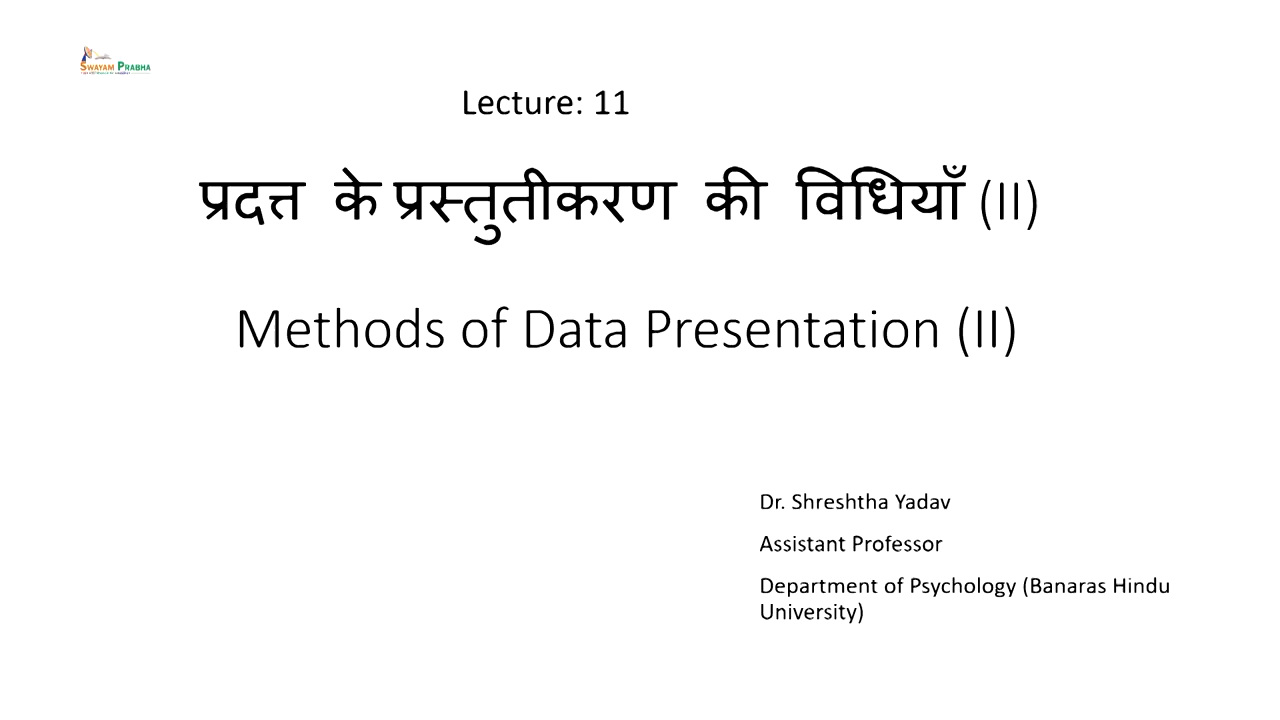 SWAYAM PRABHA
Lecture: 11
प्रदत्त के प्रस्तुतीकरण की विधियाँ (II)
Methods of Data Presentation (II)
Dr. Shreshtha Yadav
Assistant Professor
Department of Psychology (Banaras Hindu
University)